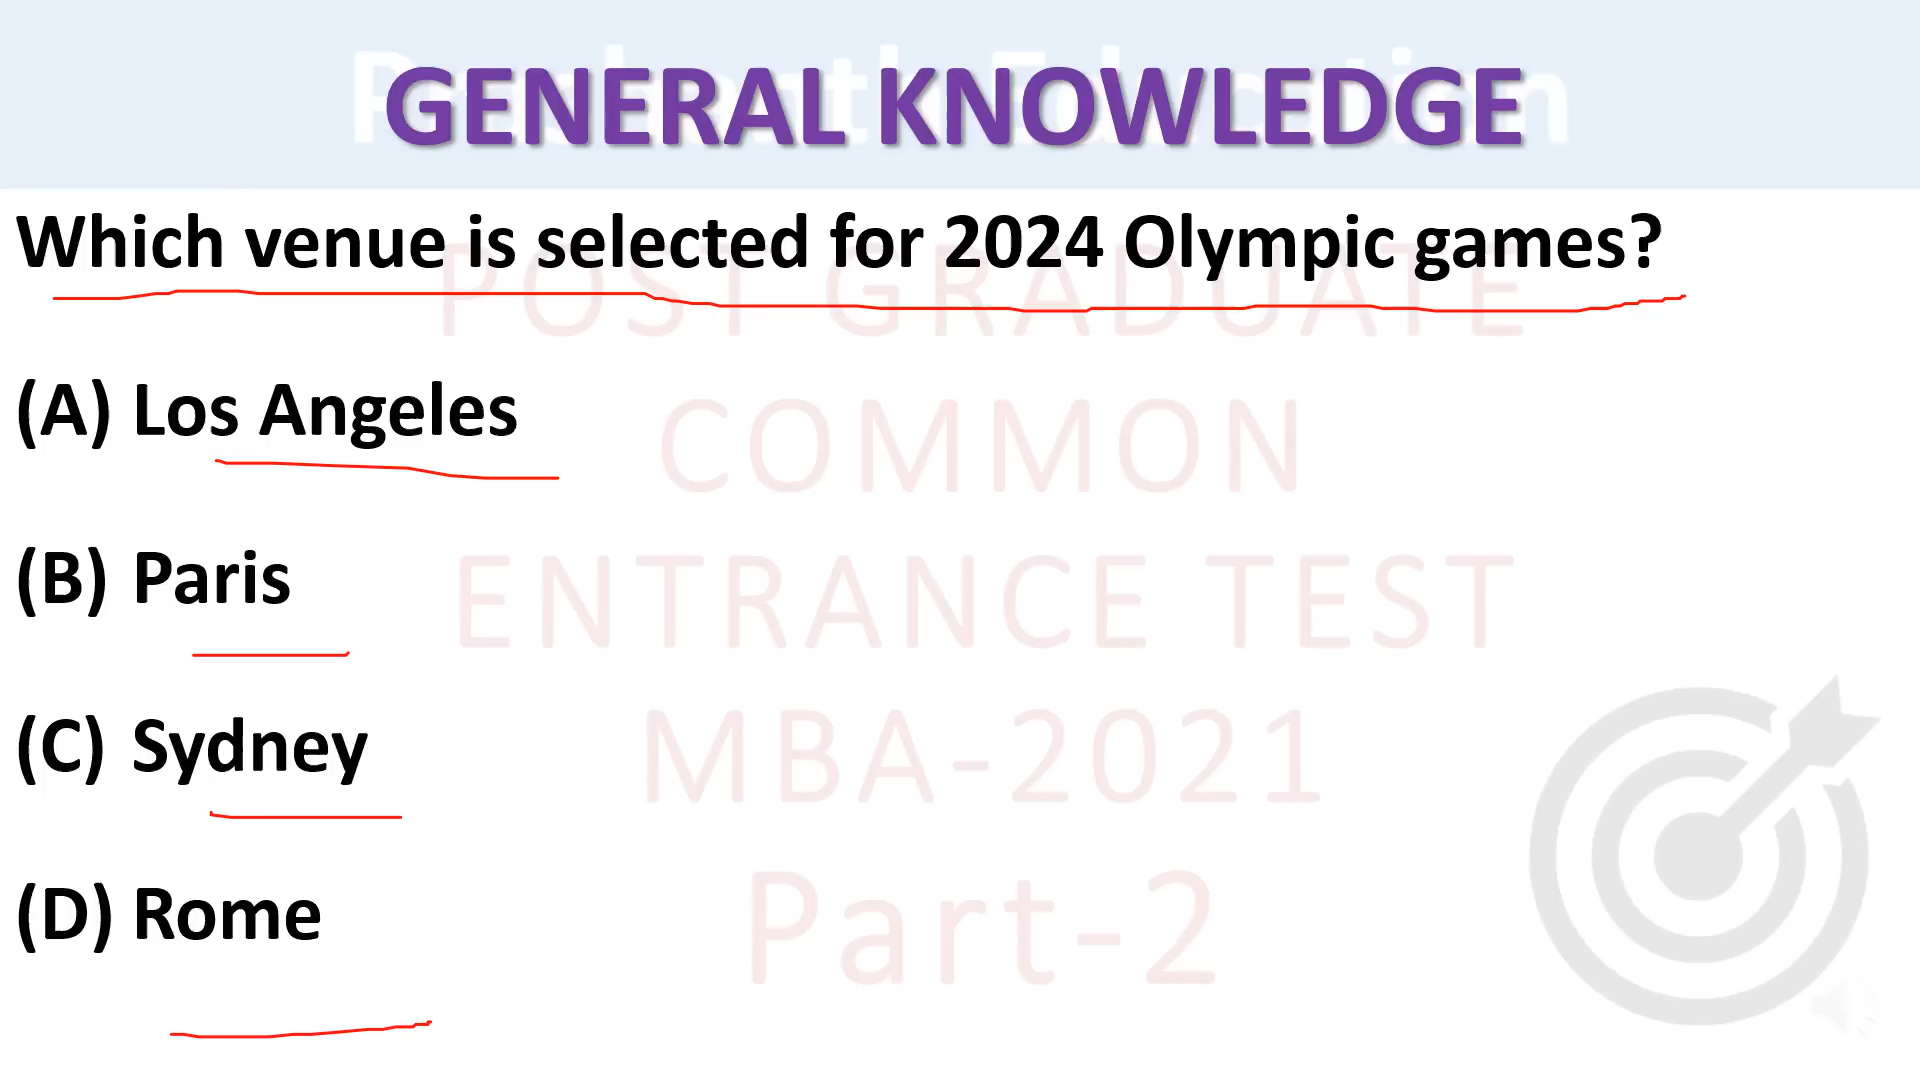 GENERAL KNOWLEDGE
Which venue is selected for 2024 Olympic games?
POST GRADUATE
(A) Los Angeles
COMMON
(B) Paris
ENTRANCE TEST
(C) Sydney
MBA-2021
(D) Rome
Part-2